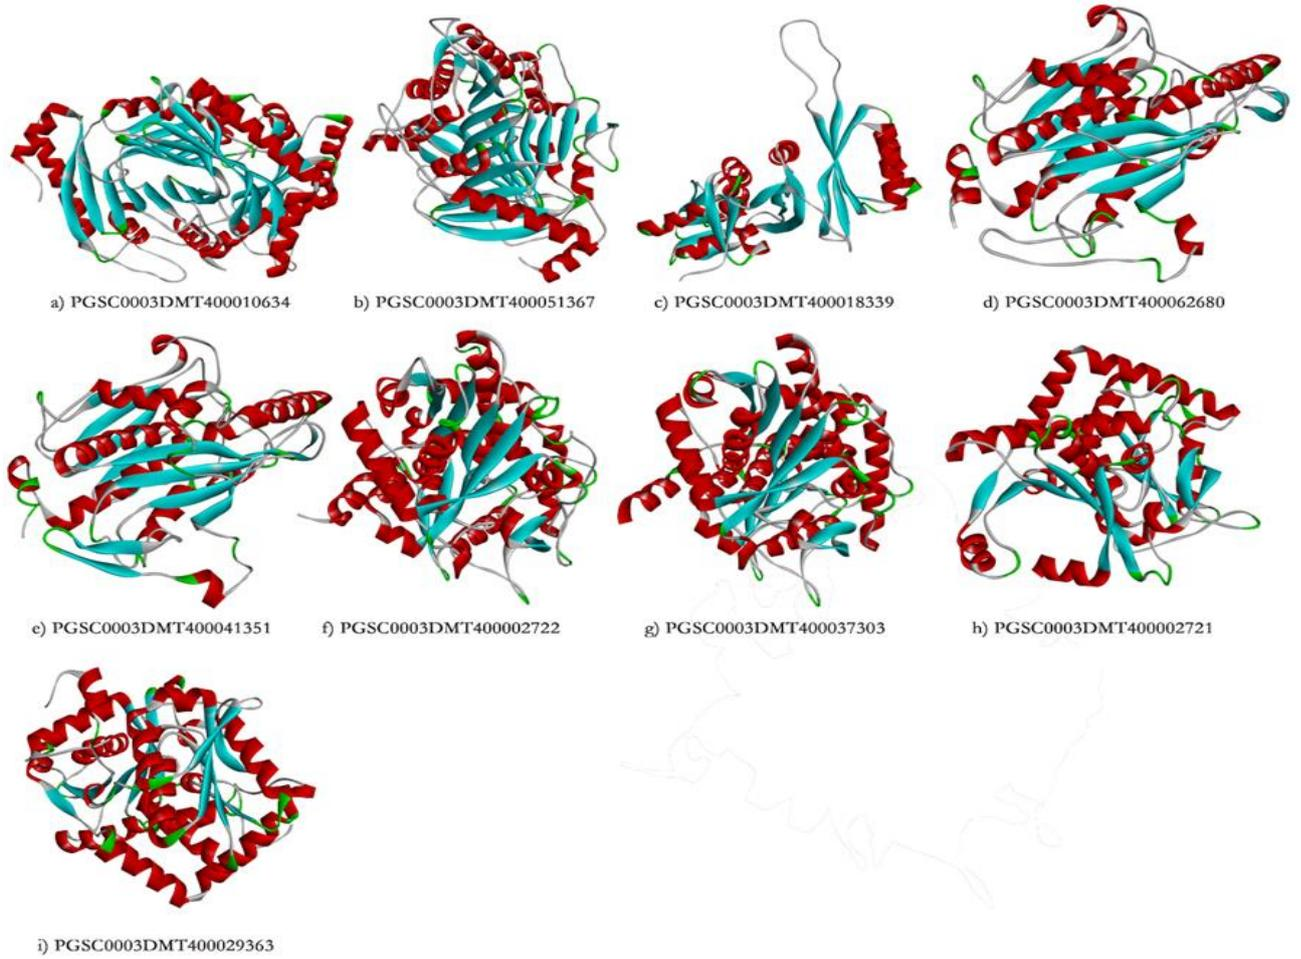 a) PGSC0003DMT400010634
b) PGSC0003DMT400051367
c) PGSC0003DMT400018339
d) PGSC0003DMT400062680
e) PGSC0003DMT400041351
f) PGSC0003DMT400002722
g) PGSC0003DMT400037303
h) PGSC0003DMT400002721
i) PGSC0003DMT400029363